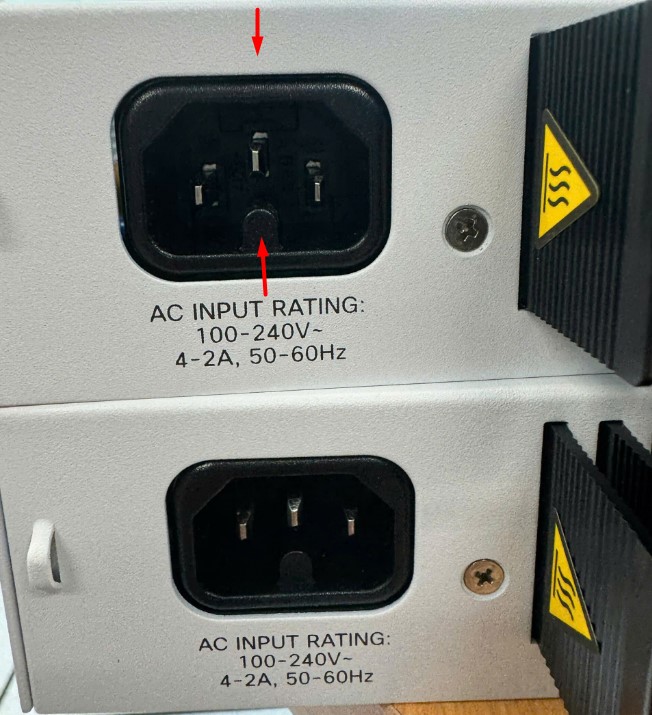 AC INPUT RATING:
100-240V~
4-2A, 50-60Hz
AC INPUT RATING:
100-240V~
4-2A, 50-60Hz